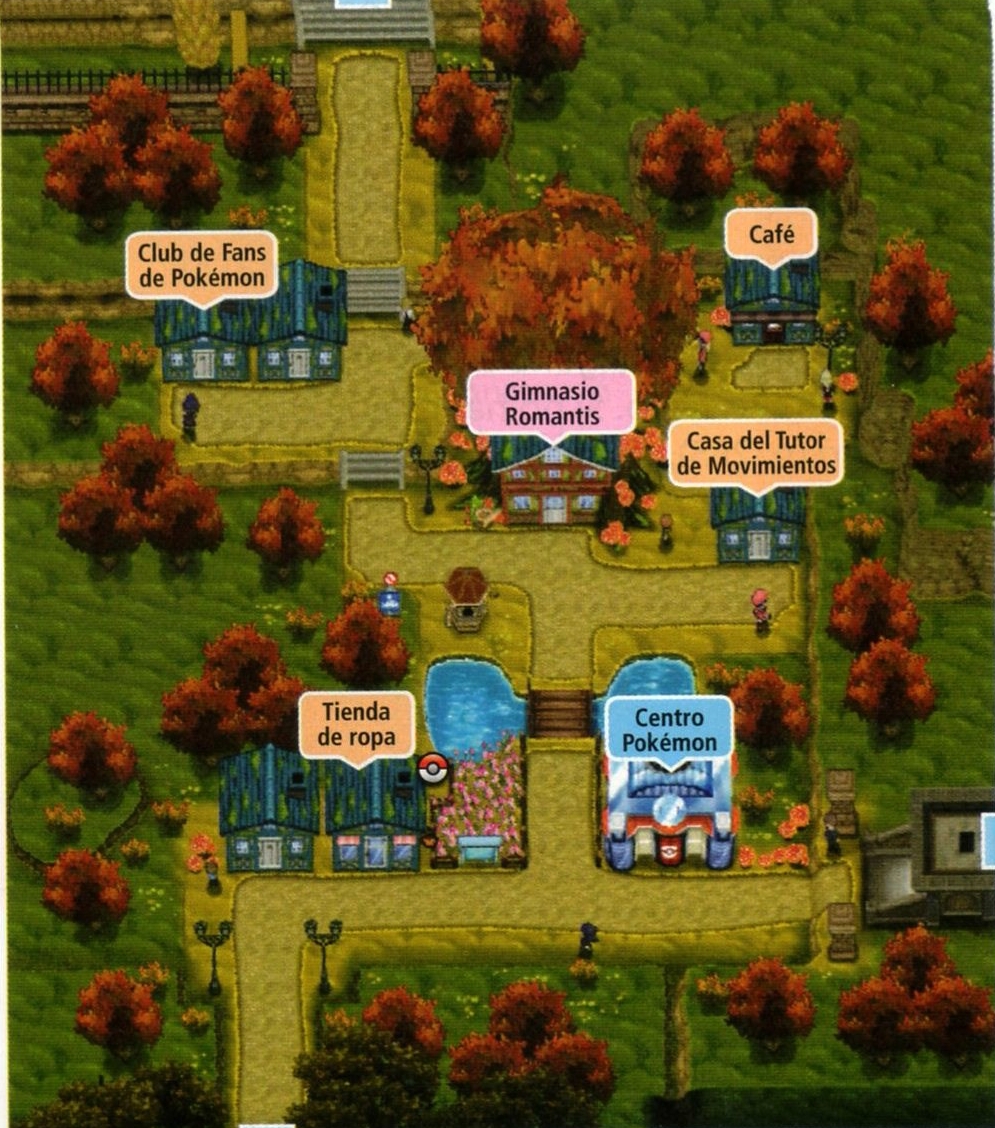 Club de Fans
de Pokémon
Café
Gimnasio
Romantis
Casa del Tutor
de Movimientos
Tienda
de ropa
Centro
Pokémon